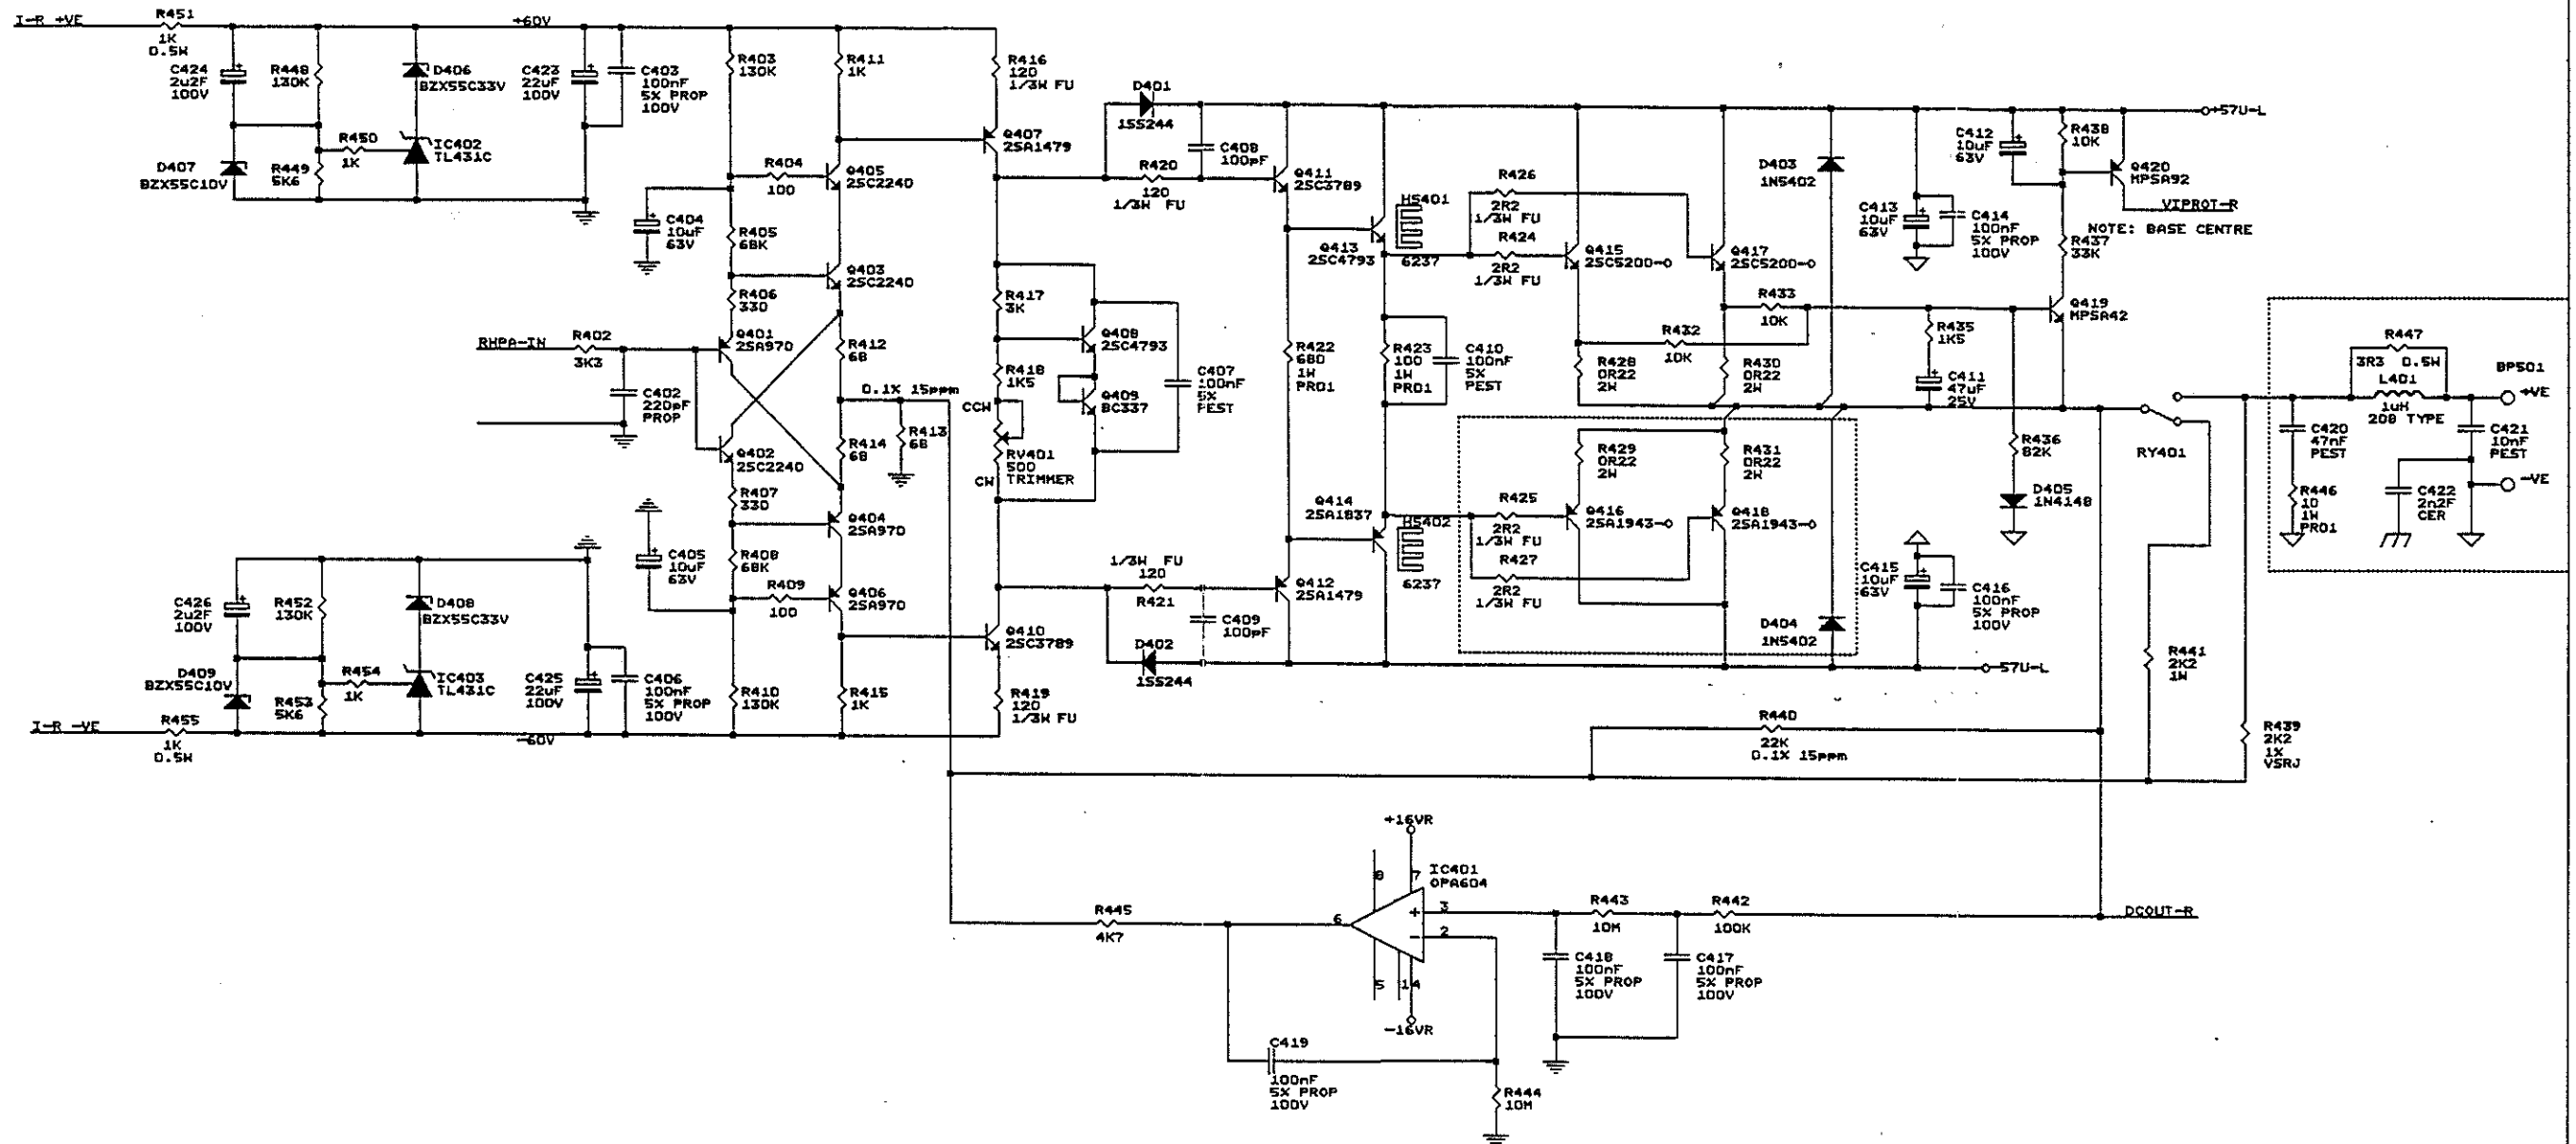 I-R +VE
R451
1K
0.5W
+60V
C424
2u2F
100V
R448
130K
D406
BZX55C33V
C423
22uF
100V
C403
100nF
5% PROP
100V
R403
130K
R411
1K
R416
120
1/3W FU
D407
BZX55C10V
R449
5K6
R450
1K
IC402
TL431C
R404
100
Q405
2SC2240
Q407
2SA1479
C404
10uF
63V
R405
68K
Q403
2SC2240
R406
330
RHPA-IN
R402
3K3
C402
220pF
PROP
Q401
2SA970
Q402
2SC2240
R412
68
0.1% 15ppm
R414
68
R413
68
R407
330
Q404
2SA970
C405
10uF
63V
R408
68K
R409
100
Q406
2SA970
R410
130K
R415
1K
Q410
2SC3789
R419
120
1/3W FU
C426
2u2F
100V
R452
130K
D408
BZX55C33V
D409
BZX55C10V
R453
5K6
R454
1K
IC403
TL431C
C425
22uF
100V
C406
100nF
5% PROP
100V
I-R -VE
R455
1K
0.5W
-60V
R417
3K
Q408
2SC4793
R418
1K5
Q409
BC337
CCW
RV401
500
TRIMMER
CW
C407
100nF
5%
PEST
D401
1SS244
C408
100pF
R420
120
1/3W FU
Q411
2SC3789
HS401
6237
Q413
2SC4793
R422
680
1W
PR01
R423
100
1W
PR01
C410
100nF
5%
PEST
Q414
2SA1837
HS402
6237
1/3W FU
120
R421
Q412
2SA1479
C409
100pF
D402
1SS244
R426
2R2
1/3W FU
R424
2R2
1/3W FU
Q415
2SC5200-O
Q417
2SC5200-O
R433
10K
R432
10K
R428
0R22
2W
R430
0R22
2W
R429
0R22
2W
R431
0R22
2W
R425
2R2
1/3W FU
R427
2R2
1/3W FU
Q416
2SA1943-O
Q418
2SA1943-O
D403
1N5402
D404
1N5402
C413
10uF
63V
C414
100nF
5% PROP
100V
C412
10uF
63V
R438
10K
Q420
MPSA92
+57V-L
VIPROT-R
NOTE: BASE CENTRE
R437
33K
Q419
MPSA42
R435
1K5
C411
47uF
25V
R436
82K
D405
1N4148
C415
10uF
63V
C416
100nF
5% PROP
100V
-57V-L
RY401
R447
3R3 0.5W
L401
1uH
208 TYPE
BP501
+VE
-VE
C420
47nF
PEST
C421
10nF
PEST
R446
10
1W
PR01
C422
2n2F
CER
R441
2K2
1W
R439
2K2
1%
VSRJ
R440
22K
0.1% 15ppm
+16VR
8
7
IC401
OPA604
6
3
2
5
14
-16VR
R445
4K7
R443
10M
R442
100K
DCOUT-R
C418
100nF
5% PROP
100V
C417
100nF
5% PROP
100V
C419
100nF
5% PROP
100V
R444
10M